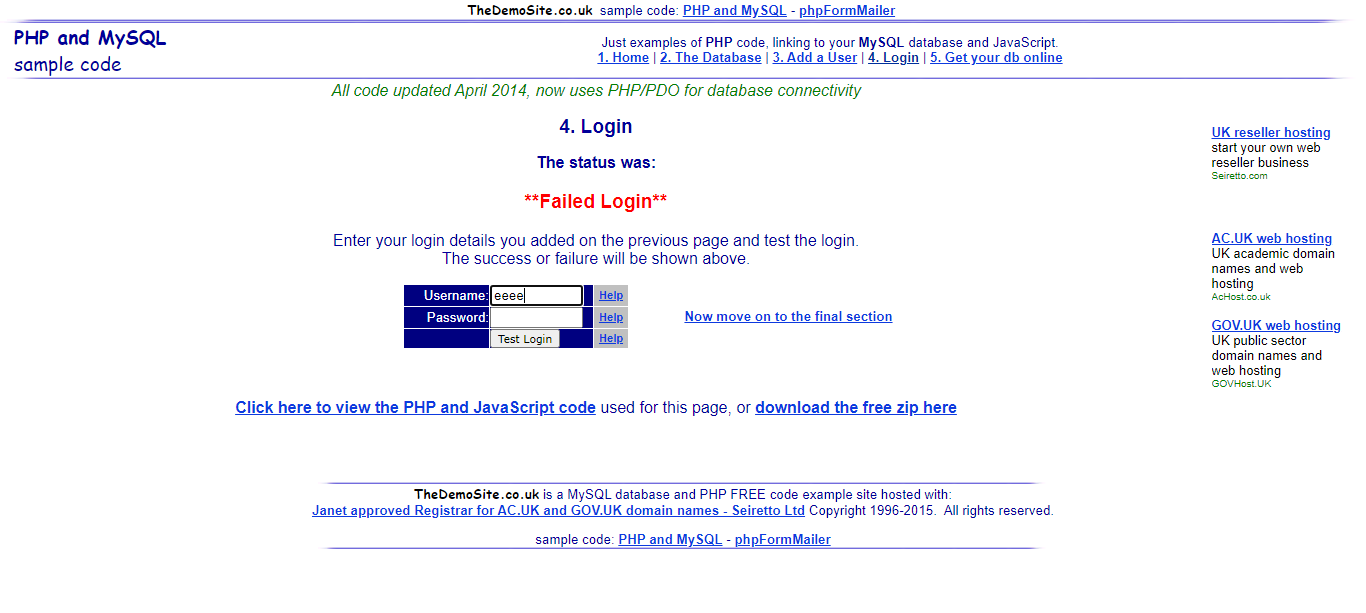 TheDemoSite.co.uk sample code: PHP and MySQL - phpFormMailer
PHP and MySQL
sample code
Just examples of PHP code, linking to your MySQL database and JavaScript.
1. Home | 2. The Database | 3. Add a User | 4. Login | 5. Get your db online
All code updated April 2014, now uses PHP/PDO for database connectivity
4. Login
The status was:
**Failed Login**
Enter your login details you added on the previous page and test the login.
The success or failure will be shown above.
Username: eeee Help
Password: Help
Test Login Help
Now move on to the final section
Click here to view the PHP and JavaScript code used for this page, or download the free zip here
UK reseller hosting
start your own web
reseller business
Seiretto.com
AC.UK web hosting
UK academic domain
names and web
hosting
AcHost.co.uk
GOV.UK web hosting
UK public sector
domain names and
web hosting
GOVHost.UK
TheDemoSite.co.uk is a MySQL database and PHP FREE code example site hosted with:
Janet approved Registrar for AC.UK and GOV.UK domain names - Seiretto Ltd Copyright 1996-2015. All rights reserved.
sample code: PHP and MySQL - phpFormMailer